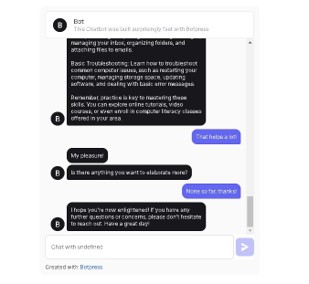 B
Bot
This Chatbot was built surprisingly fast with Botpress
managing your inbox, organizing folders, and
attaching files to emails.
Basic Troubleshooting: Learn how to troubleshoot
common computer issues, such as restarting your
computer, managing storage space, updating
software, and dealing with basic error messages.
Remember, practice is key to mastering these
skills. You can explore online tutorials, video
courses, or even enroll in computer literacy classes
offered in your area.
B
That helps a lot!
My pleasure!
B
Is there anything you want to elaborate more?
None so far, thanks!
I hope you're now enlightened! If you have any
further questions or concerns, please don't hesitate
to reach out. Have a great day!
B
Chat with undefined
Created with Botpress